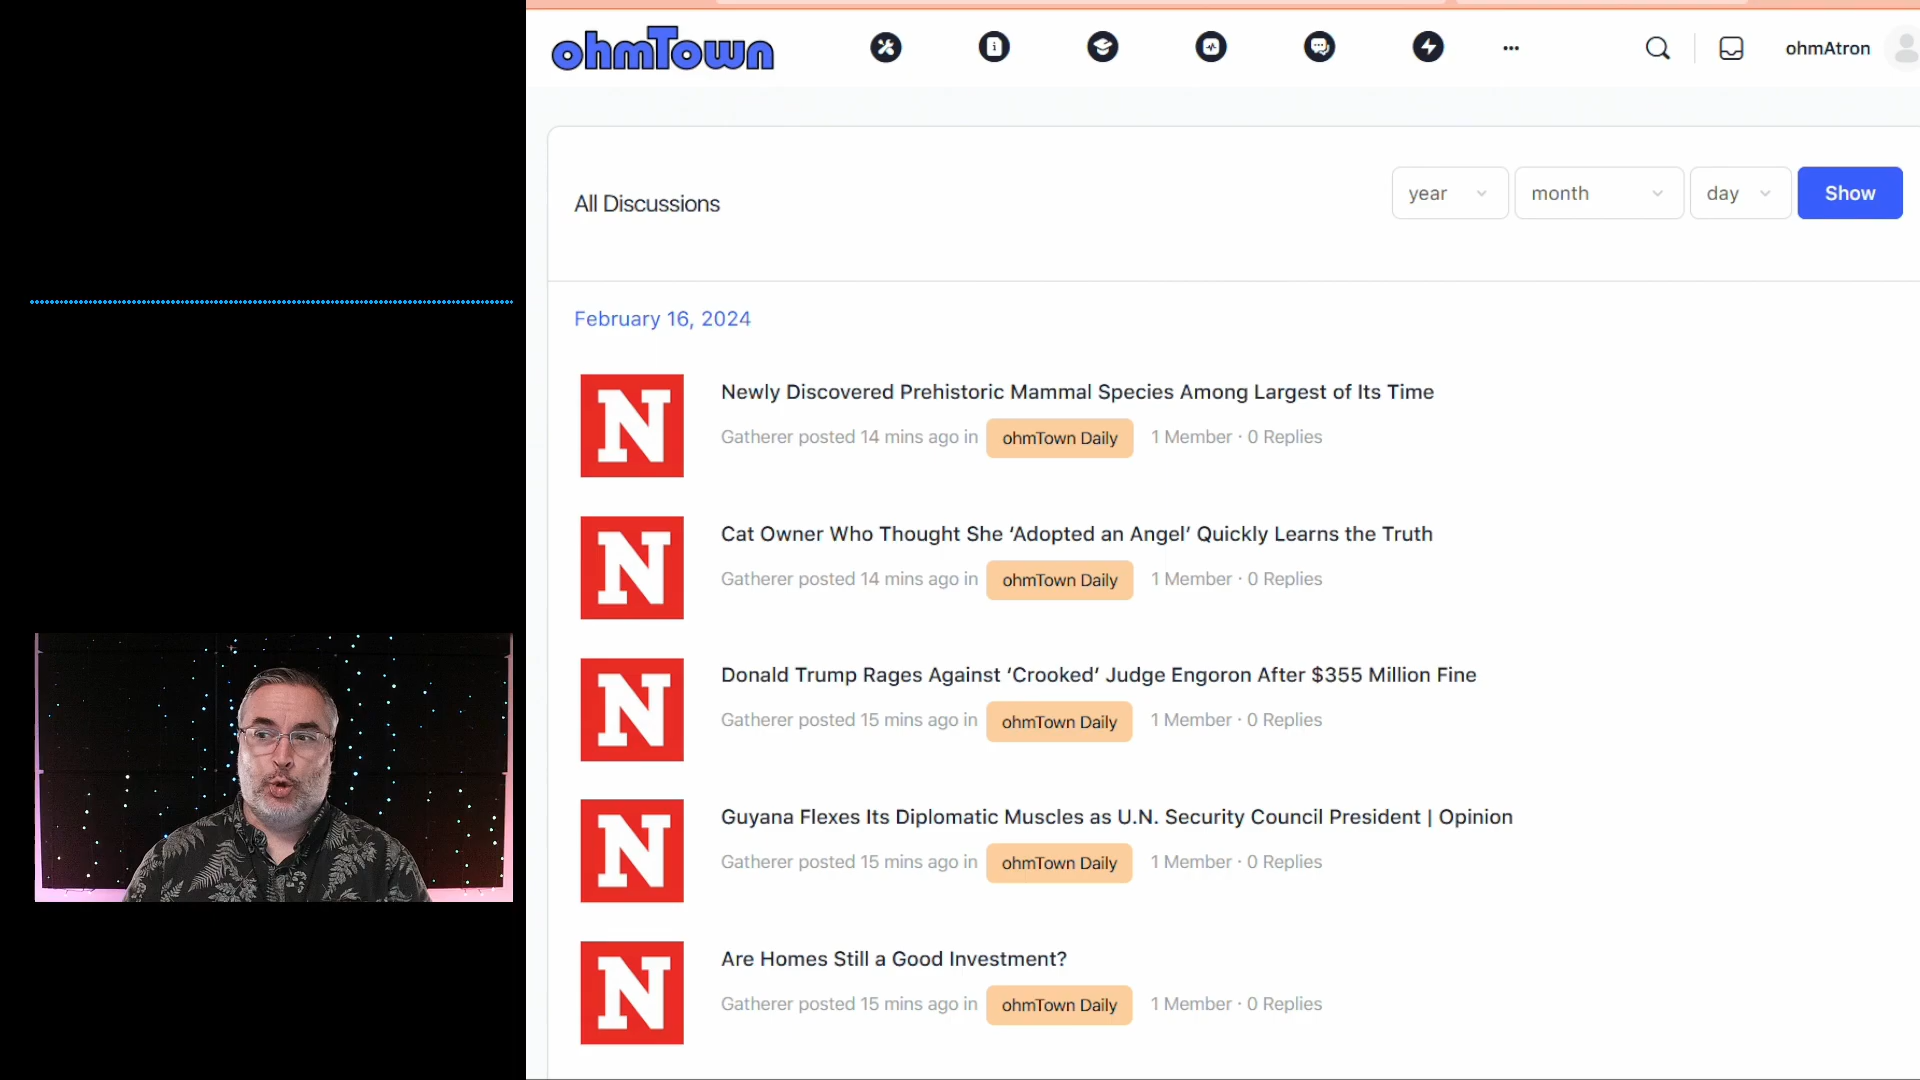 ohmTown
ohmAtron
All Discussions
year
month
day
Show
February 16, 2024
N
Newly Discovered Prehistoric Mammal Species Among Largest of Its Time
Gatherer posted 14 mins ago in ohmTown Daily 1 Member · 0 Replies
N
Cat Owner Who Thought She ‘Adopted an Angel’ Quickly Learns the Truth
Gatherer posted 14 mins ago in ohmTown Daily 1 Member · 0 Replies
N
Donald Trump Rages Against ‘Crooked’ Judge Engoron After $355 Million Fine
Gatherer posted 15 mins ago in ohmTown Daily 1 Member · 0 Replies
N
Guyana Flexes Its Diplomatic Muscles as U.N. Security Council President | Opinion
Gatherer posted 15 mins ago in ohmTown Daily 1 Member · 0 Replies
N
Are Homes Still a Good Investment?
Gatherer posted 15 mins ago in ohmTown Daily 1 Member · 0 Replies